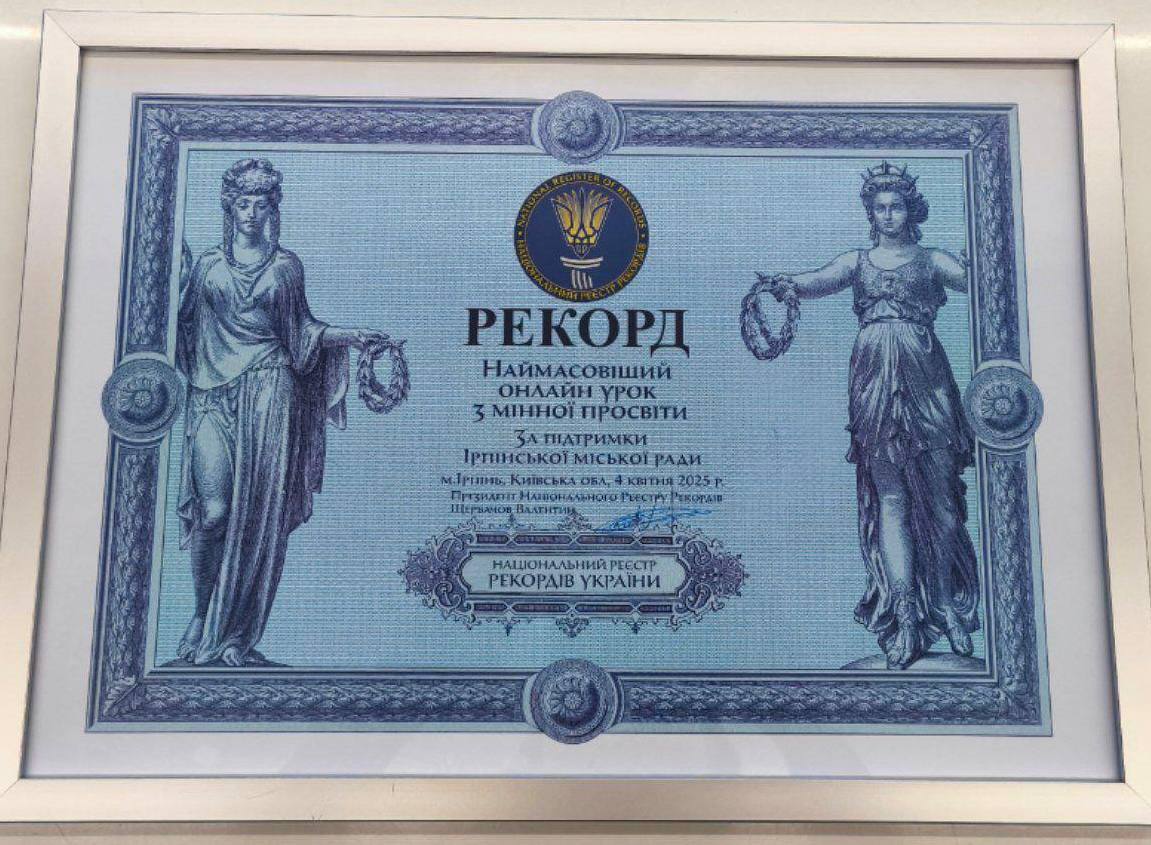 NATIONAL REGISTER OF RECORDS
НАЦІОНАЛЬНИЙ РЕЄСТР РЕКОРДІВ
РЕКОРД
Наймасовіший
онлайн урок
з мінної просвіти
За підтримки
Ірпінської міської ради
м.Ірпінь, Київська обл, 4 квітня 2025 р.
Президент Національного Реєстру Рекордів
Щербачов Валентин
НАЦІОНАЛЬНИЙ РЕЄСТР
РЕКОРДІВ УКРАЇНИ